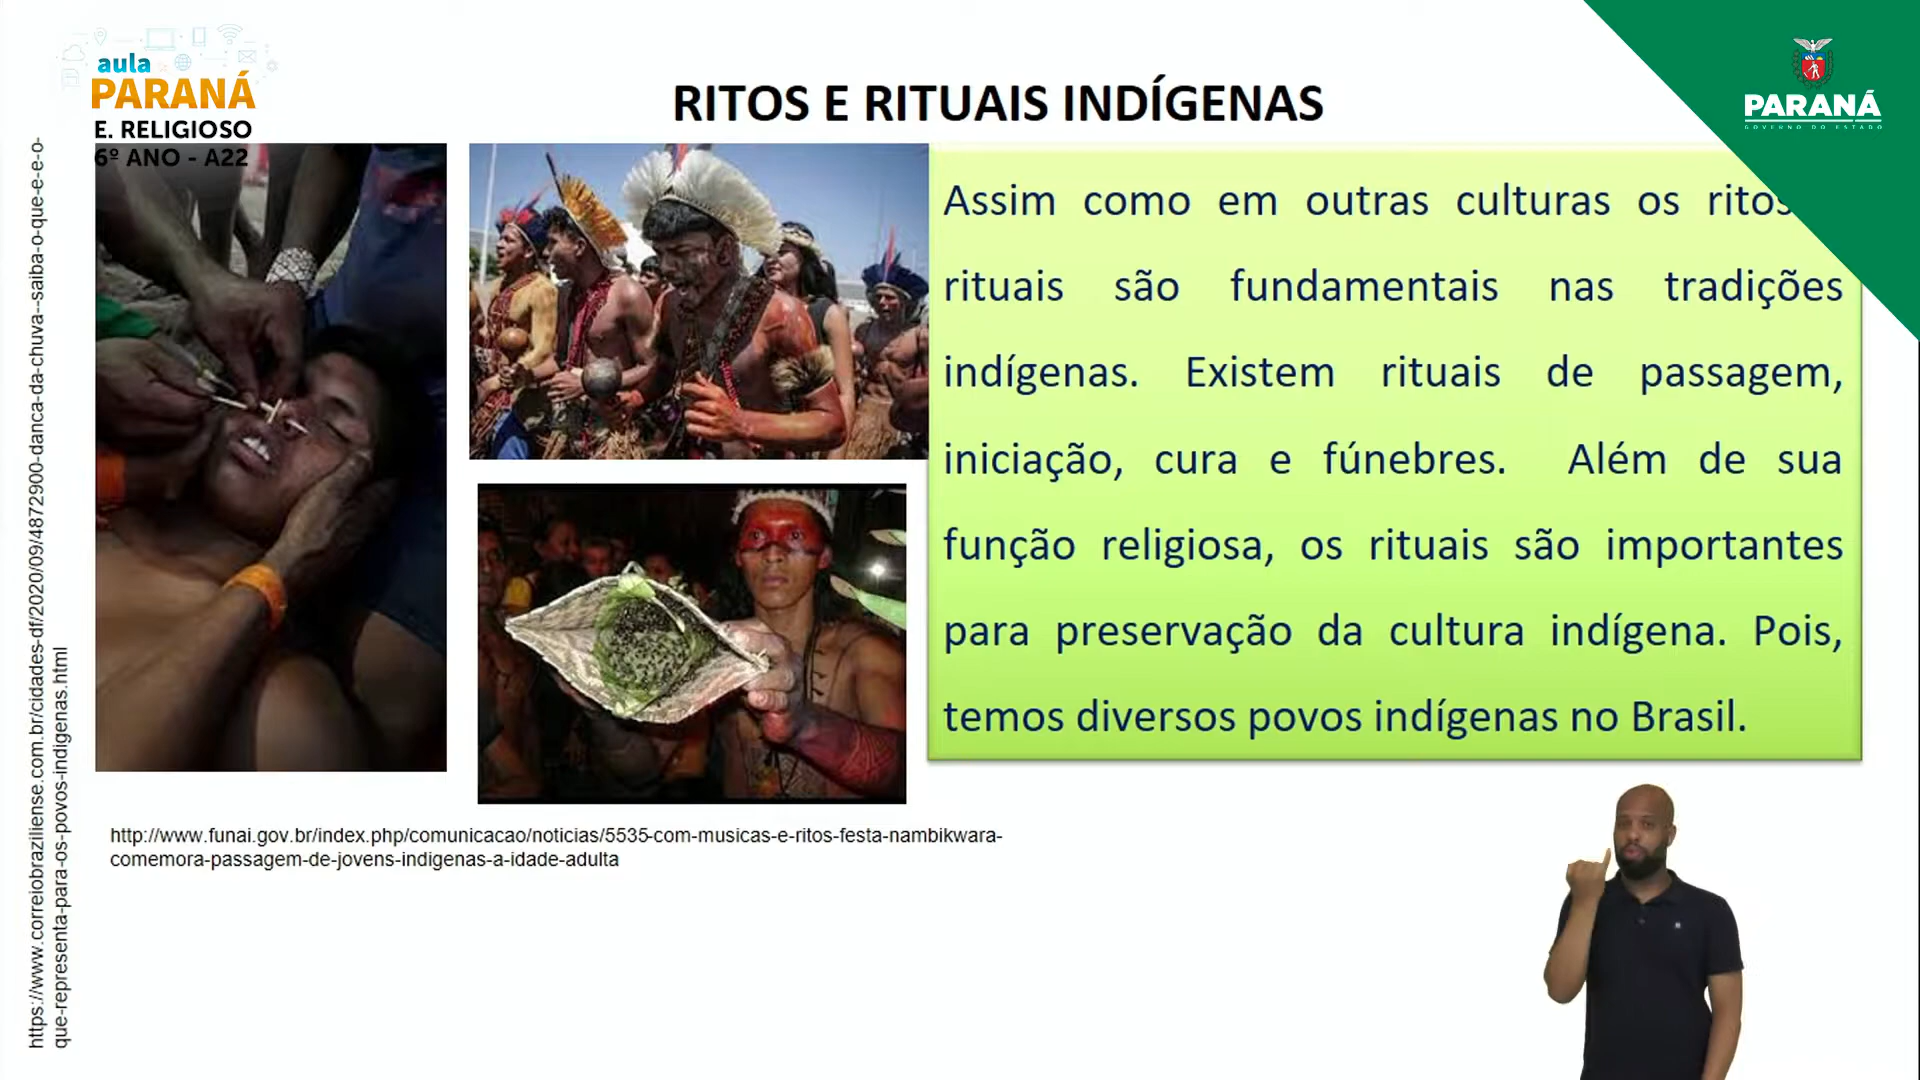 aula
PARANÁ
E. RELIGIOSO
6º ANO - A22
PARANÁ
GOVERNO DO ESTADO
RITOS E RITUAIS INDÍGENAS
Assim como em outras culturas os ritos
rituais são fundamentais nas tradições
indígenas. Existem rituais de passagem,
iniciação, cura e fúnebres. Além de sua
função religiosa, os rituais são importantes
para preservação da cultura indígena. Pois,
temos diversos povos indígenas no Brasil.
https://www.correiobraziliense.com.br/cidades-df/2020/09/4872900-danca-da-chuva--saiba-o-que-e-e-o-
que-representa-para-os-povos-indigenas.html
http://www.funai.gov.br/index.php/comunicacao/noticias/5535-com-musicas-e-ritos-festa-nambikwara-
comemora-passagem-de-jovens-indigenas-a-idade-adulta